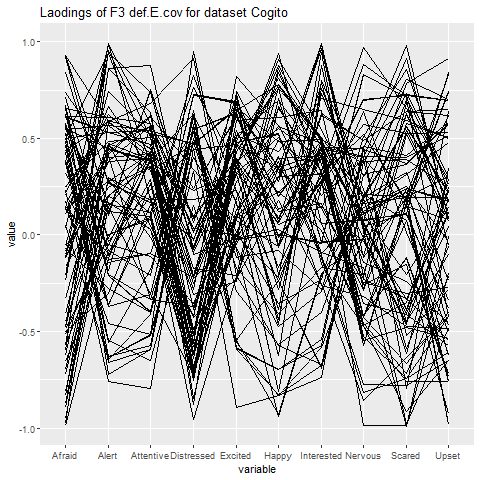 Laodings of F3 def.E.cov for dataset Cogito
1.0
0.5
0.0
-0.5
-1.0
value
Afraid Alert Attentive Distressed Excited Happy Interested Nervous Scared Upset
variable